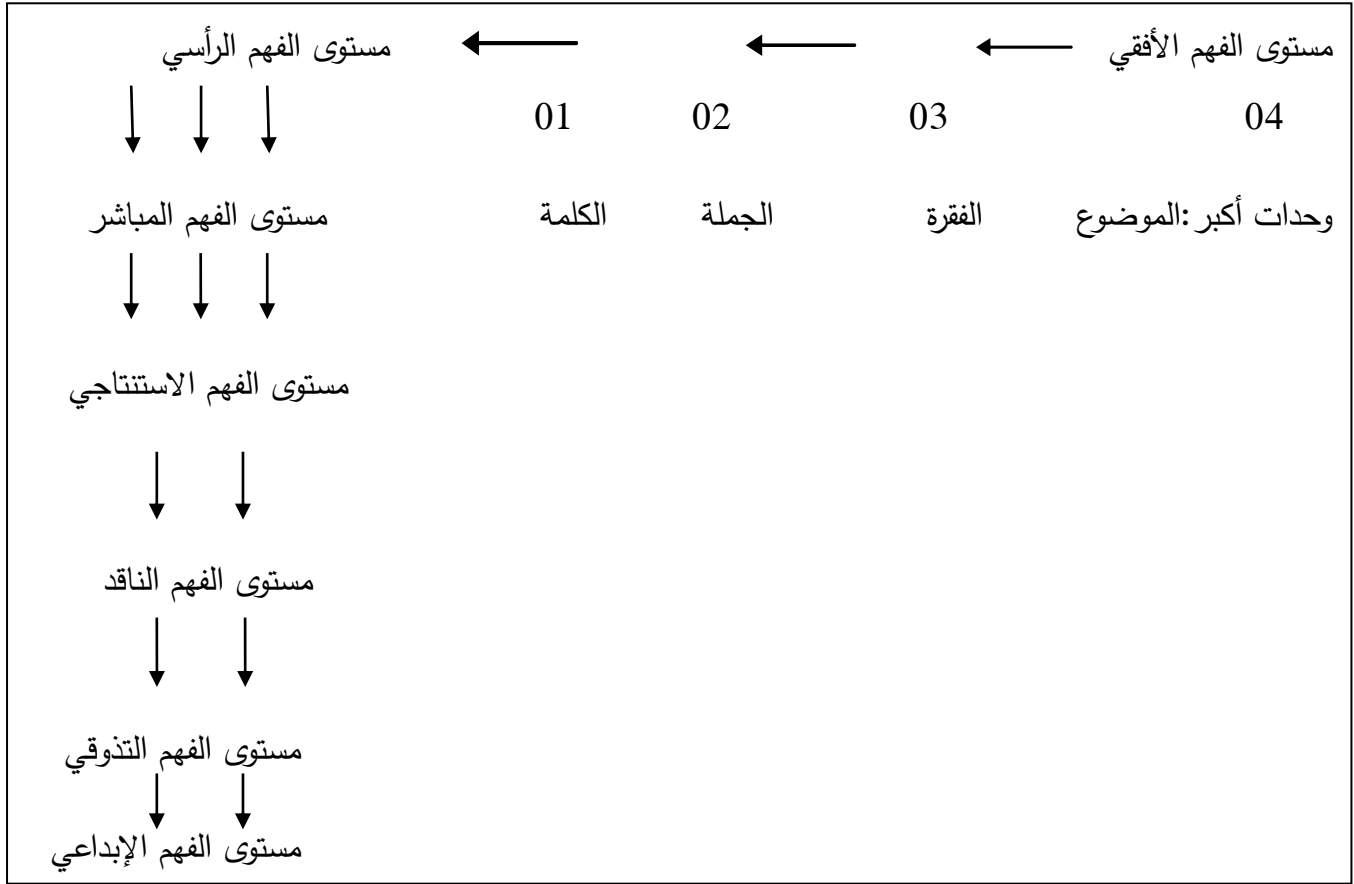 مستوى الفهم الأفقي مستوى الفهم الرأسي
04 03 02 01
وحدات أكبر :الموضوع الفقرة الجملة الكلمة مستوى الفهم المباشر
مستوى الفهم الاستنتاجي
مستوى الفهم الناقد
مستوى الفهم التذوقي
مستوى الفهم الإبداعي